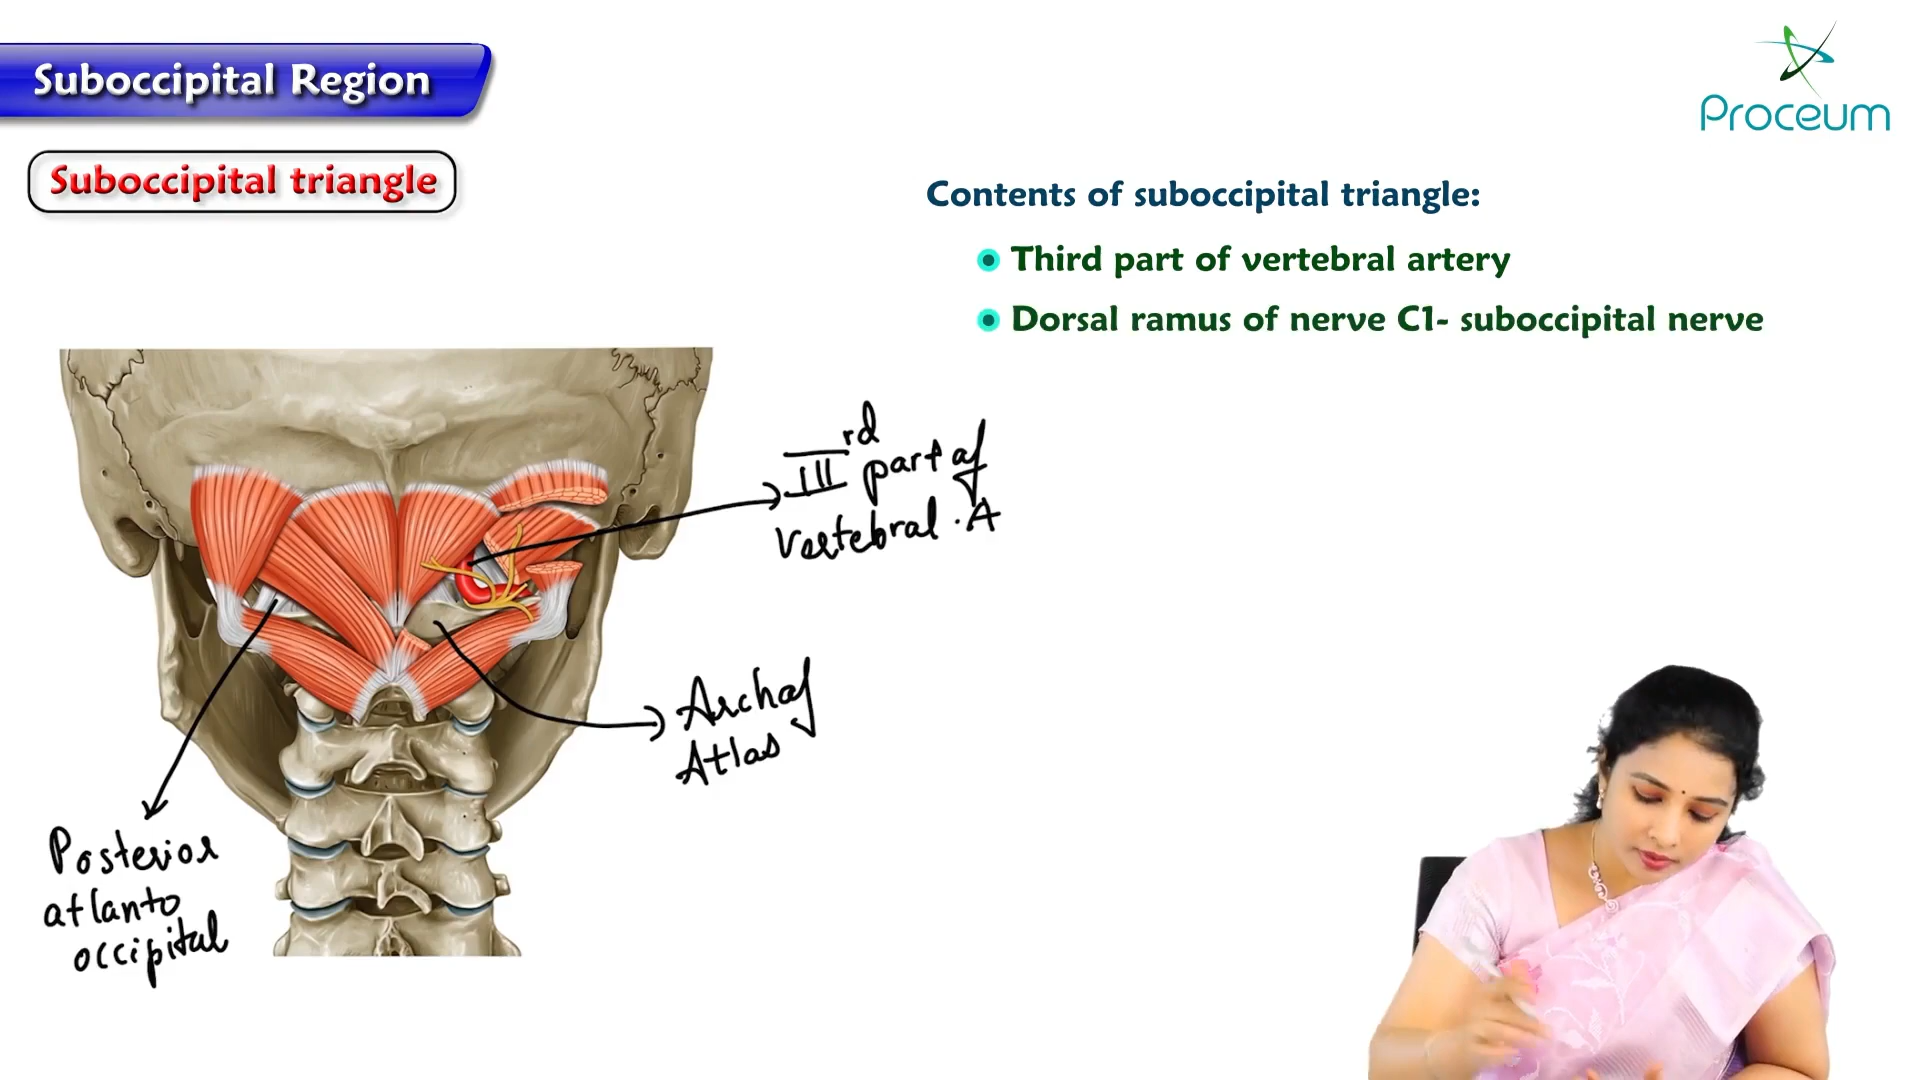 Suboccipital Region
Proceum
Suboccipital triangle
Contents of suboccipital triangle:
Third part of vertebral artery
Dorsal ramus of nerve C1- suboccipital nerve
III rd part of
vertebral . A
Arch of
Atlas
Posterior
atlanto
occipital